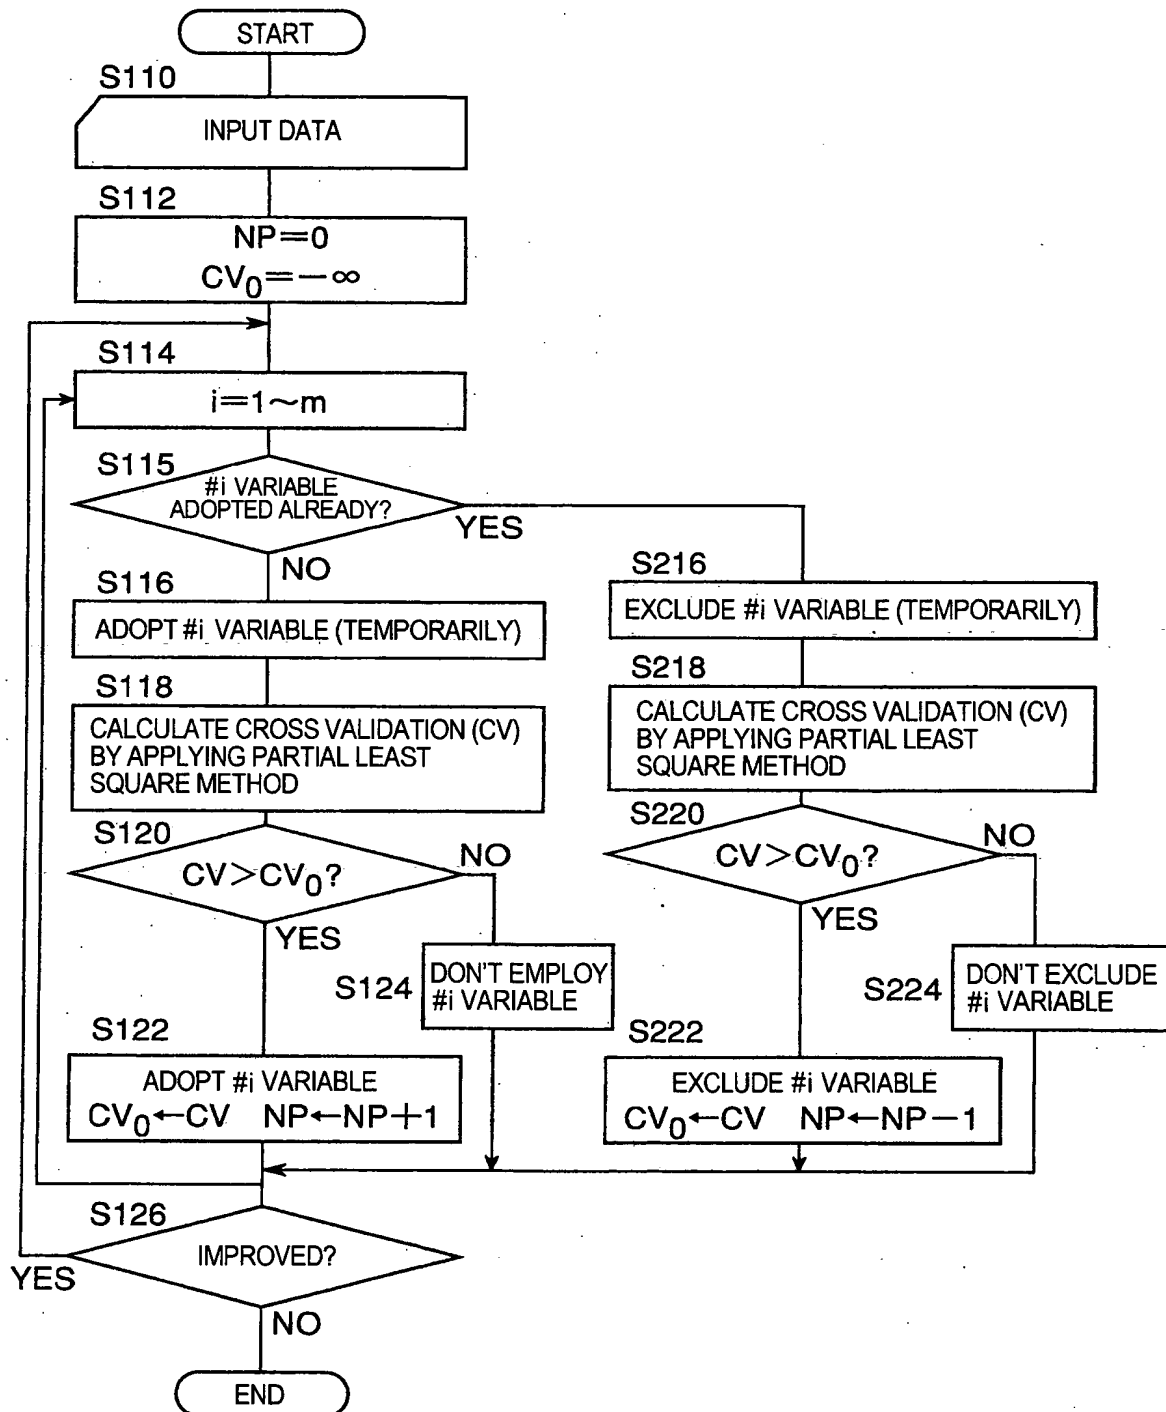 START
S110
INPUT DATA
S112
NP=0
CV₀=−∞
S114
i=1~m
S115
#i VARIABLE
ADOPTED ALREADY?
YES
NO
S116
ADOPT #i VARIABLE (TEMPORARILY)
S118
CALCULATE CROSS VALIDATION (CV)
BY APPLYING PARTIAL LEAST
SQUARE METHOD
S120
CV>CV₀?
NO
YES
S124
DON'T EMPLOY
#i VARIABLE
S122
ADOPT #i VARIABLE
CV₀←CV NP←NP+1
S216
EXCLUDE #i VARIABLE (TEMPORARILY)
S218
CALCULATE CROSS VALIDATION (CV)
BY APPLYING PARTIAL LEAST
SQUARE METHOD
S220
CV>CV₀?
NO
YES
S224
DON'T EXCLUDE
#i VARIABLE
S222
EXCLUDE #i VARIABLE
CV₀←CV NP←NP−1
S126
IMPROVED?
YES
NO
END